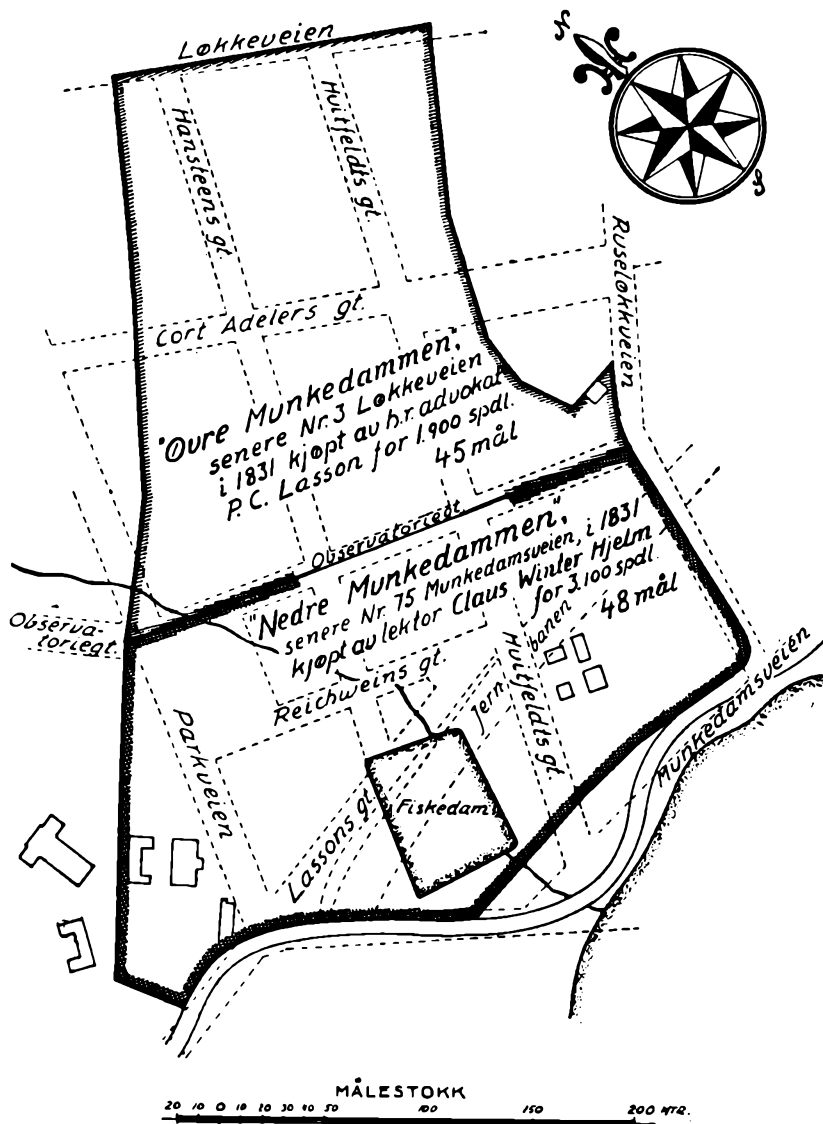 Løkkeveien
N
Hansteens gt.
Huitfeldts gt.
S
Ruseløkkveien
Cort Adelers gt.
"Øvre Munkedammen",
senere Nr. 3 Løkkeveien
i 1831 kjøpt av h.r. advokat
P. C. Lasson for 1.900 spdl.
45 mål
Observatoriegt.
"Nedre Munkedammen",
senere Nr. 75 Munkedamsveien, i 1831
kjøpt av lektor Claus Winter Hjelm
for 3.100 spdl.
48 mål
Observa-
toriegt.
Reichweins gt.
Jernbanen
Huitfeldts gt.
Parkveien
Lassons gt.
Fiskedam
Munkedamsveien
MÅLESTOKK
20 10 0 10 20 30 40 50 100 150 200 MTR.